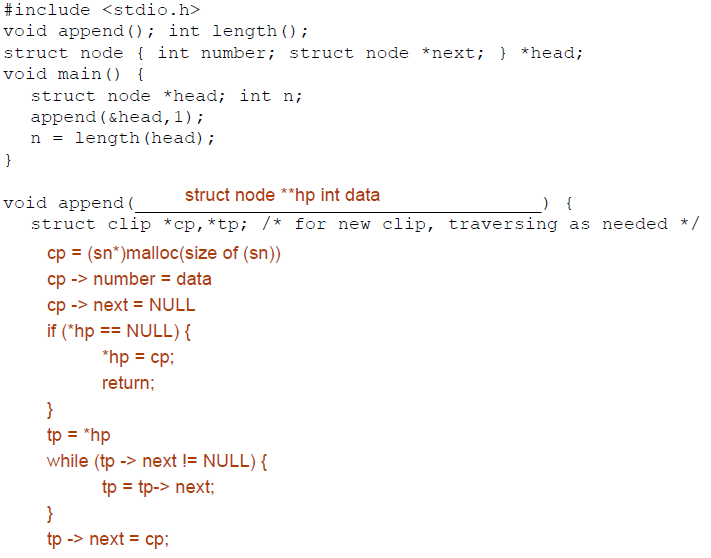 #include <stdio.h>
void append(); int length();
struct node { int number; struct node *next; } *head;
void main() {
struct node *head; int n;
append(&head,1);
n = length(head);
}
void append( struct node **hp int data ) {
struct clip *cp,*tp; /* for new clip, traversing as needed */
cp = (sn*)malloc(size of (sn))
cp -> number = data
cp -> next = NULL
if (*hp == NULL) {
*hp = cp;
return;
}
tp = *hp
while (tp -> next != NULL) {
tp = tp-> next;
}
tp -> next = cp;